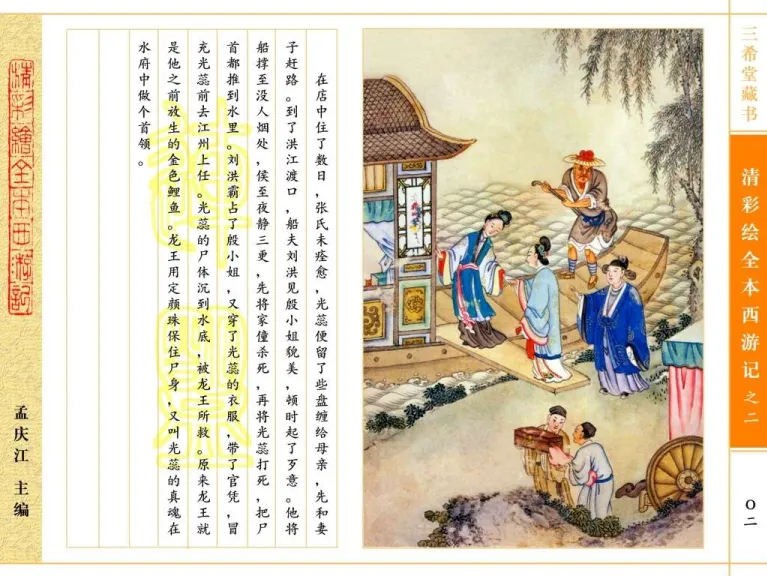 三希堂藏书
清彩绘全本西游记之二
〇二
在店中住了数日，张氏未痊愈，光蕊便留了些盘缠给母亲，先和妻
子赶路。到了洪江渡口，船夫刘洪见殷小姐貌美，顿时起了歹意。他将
船撑至没人烟处，侯至夜静三更，先将家僮杀死，再将光蕊打死，把尸
首都推到水里。刘洪霸占了殷小姐，又穿了光蕊的衣服，带了官凭，冒
充光蕊前去江州上任。光蕊的尸体沉到水底，被龙王所救。原来龙王就
是他之前放生的金色鲤鱼。龙王用定颜珠保住尸身，又叫光蕊的真魂在
水府中做个首领。
清彩繪全本西游記
孟庆江 主编